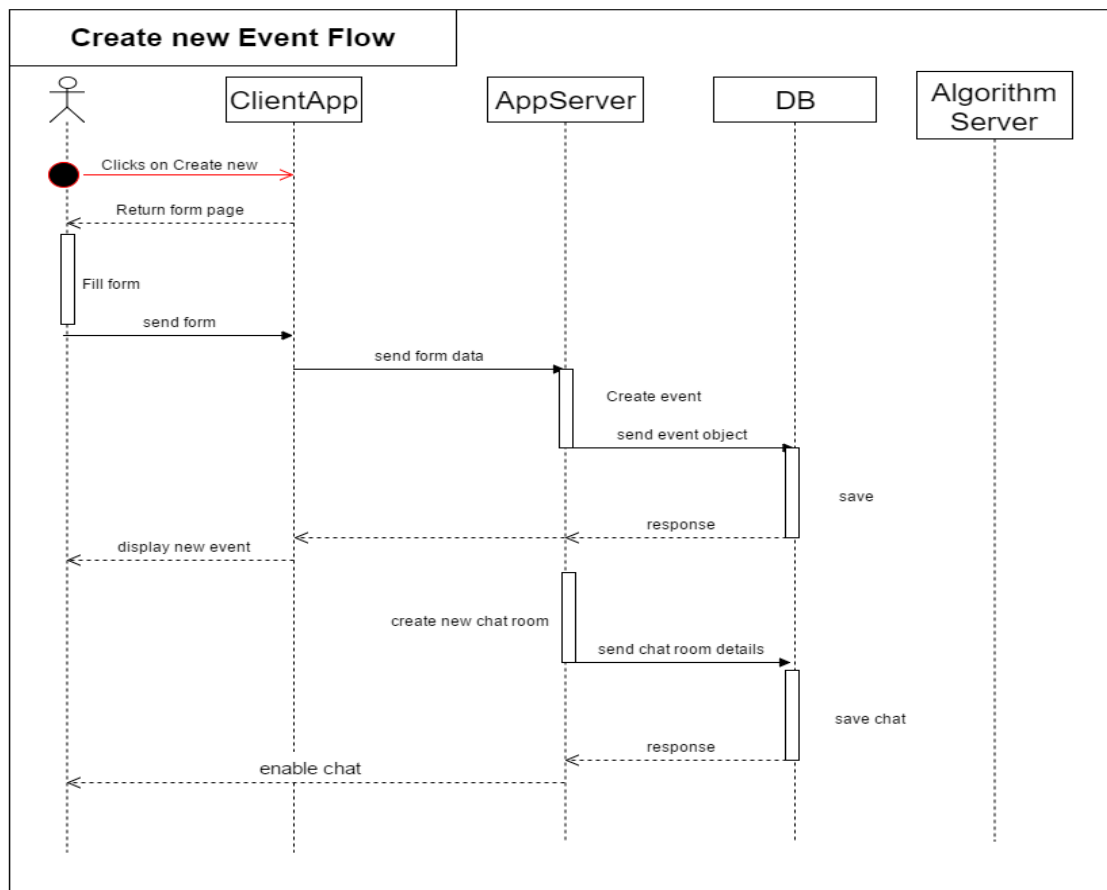 Create new Event Flow
ClientApp
AppServer
DB
Algorithm
Server
Clicks on Create new
Return form page
Fill form
send form
send form data
Create event
send event object
save
response
display new event
create new chat room
send chat room details
save chat
response
enable chat